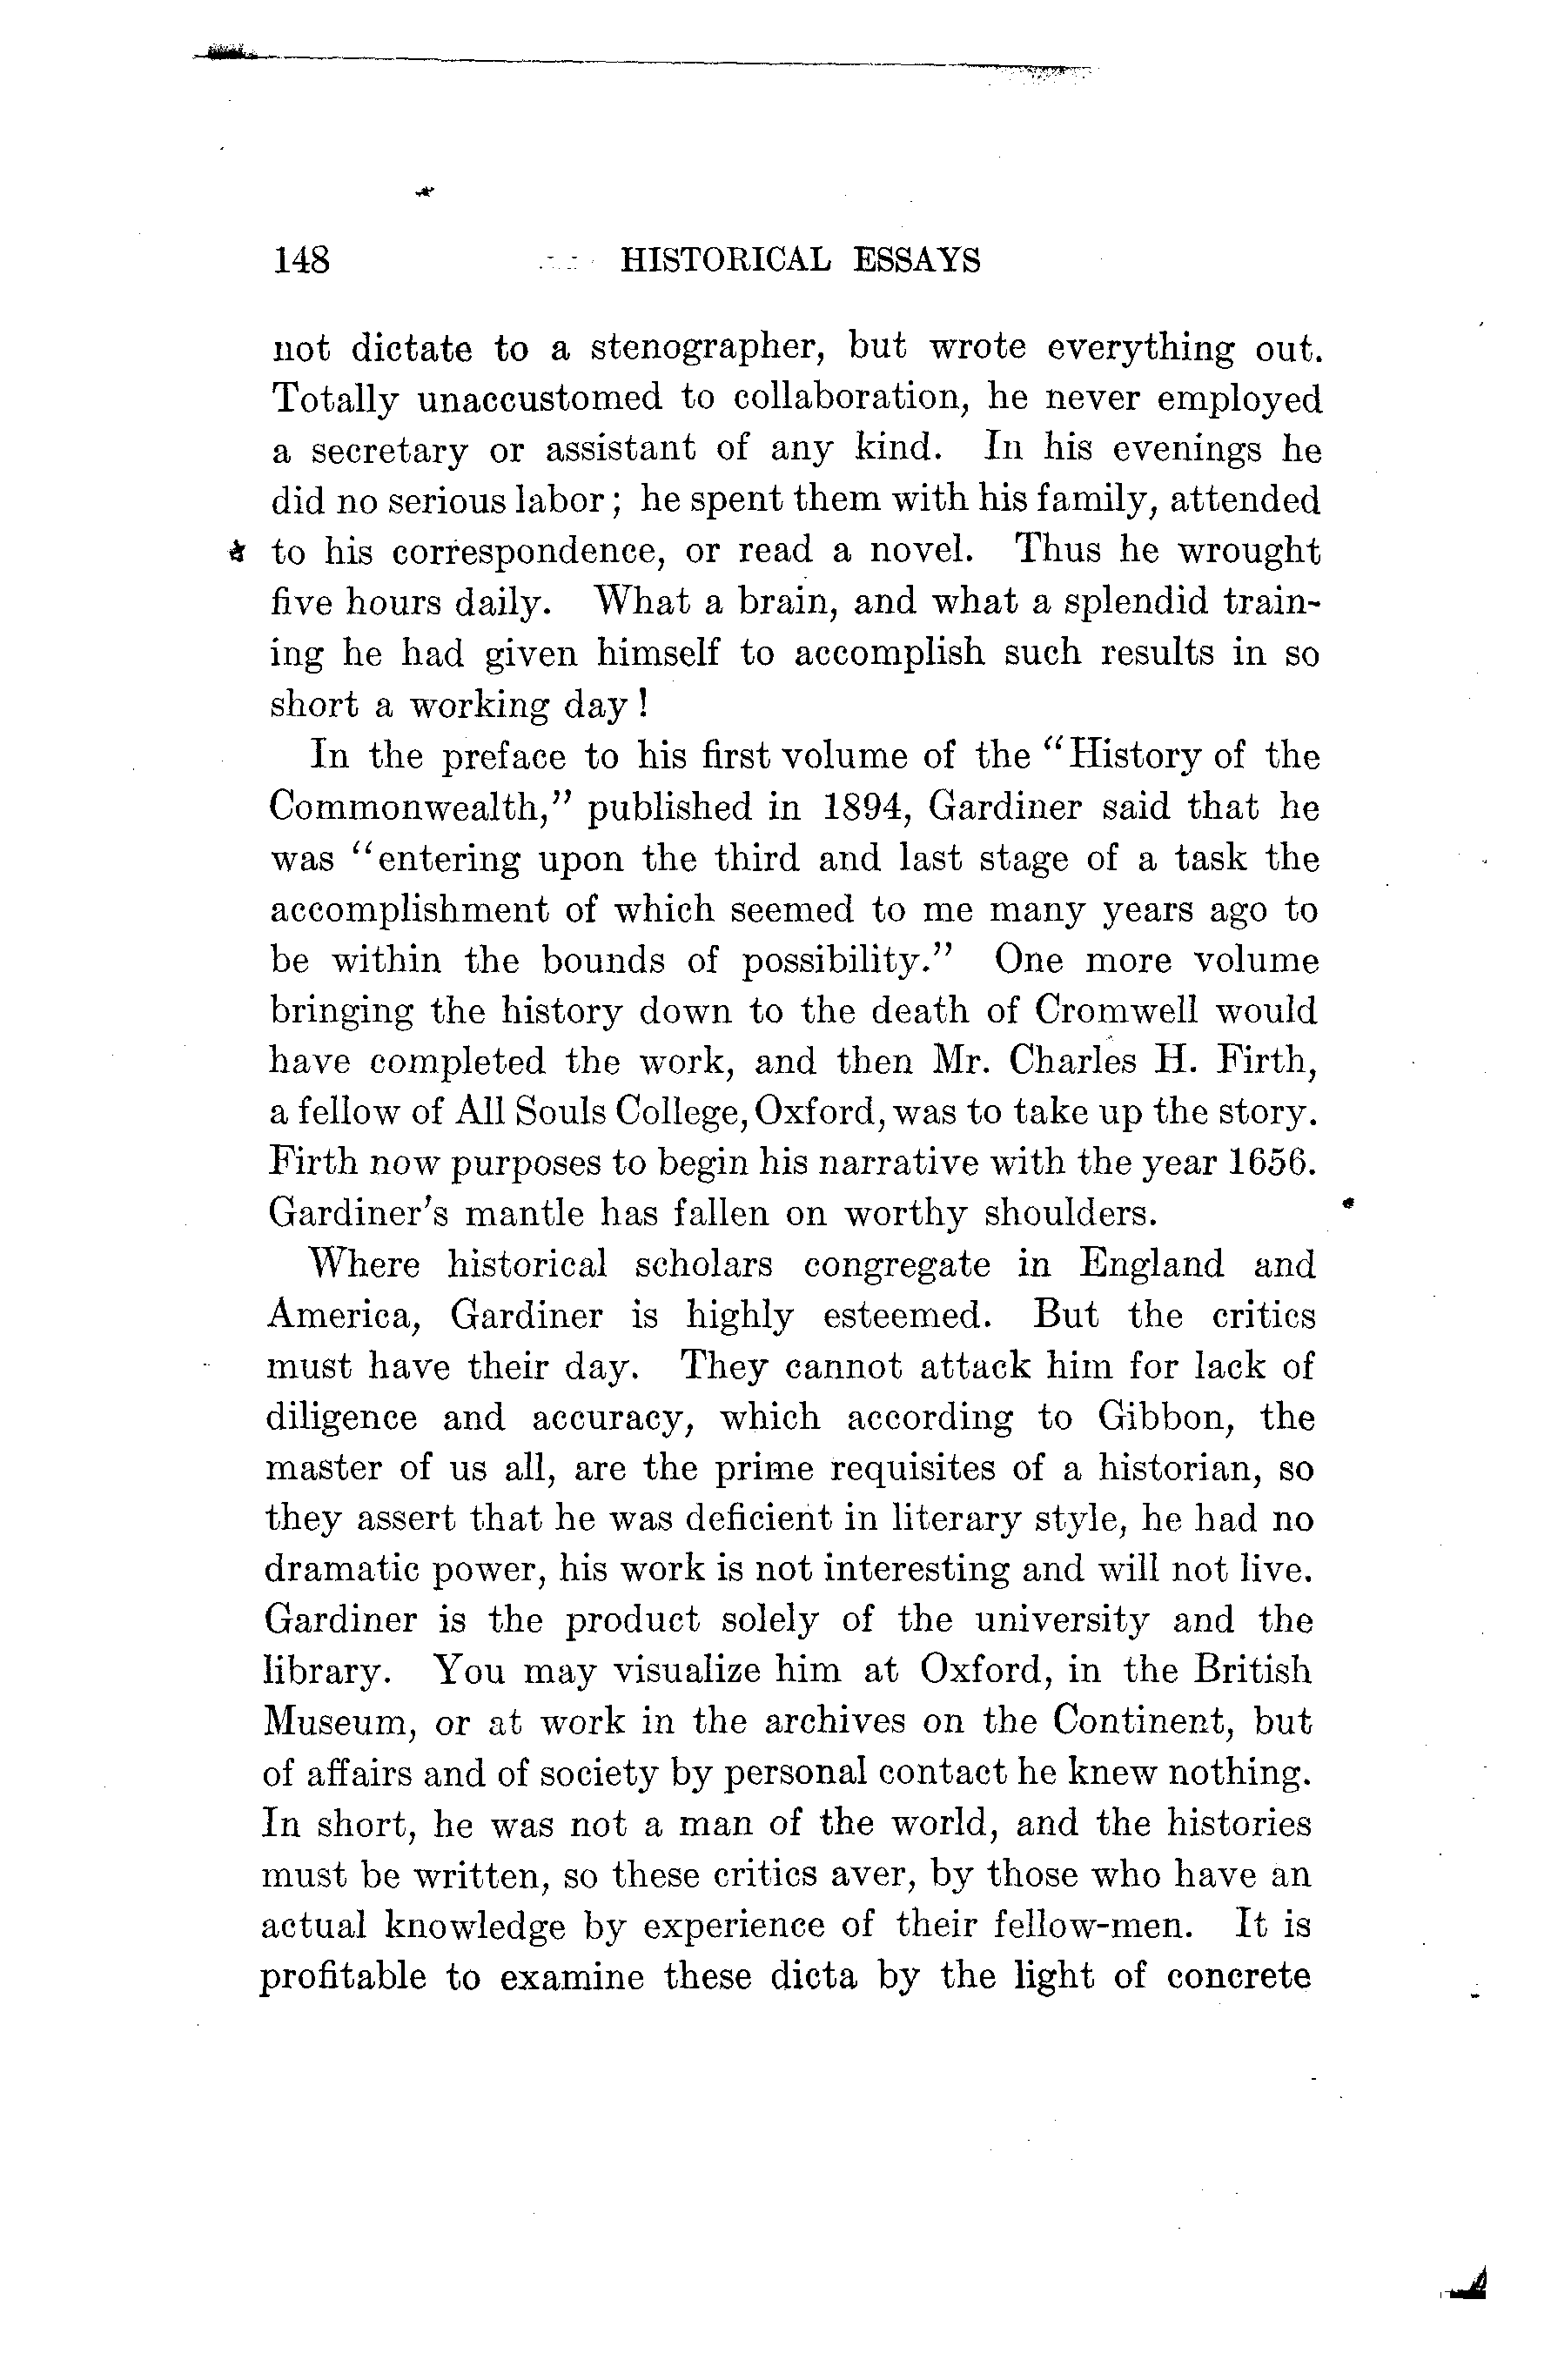 148 HISTORICAL ESSAYS
not dictate to a stenographer, but wrote everything out.
Totally unaccustomed to collaboration, he never employed
a secretary or assistant of any kind. In his evenings he
did no serious labor; he spent them with his family, attended
to his correspondence, or read a novel. Thus he wrought
five hours daily. What a brain, and what a splendid train-
ing he had given himself to accomplish such results in so
short a working day!
In the preface to his first volume of the "History of the
Commonwealth," published in 1894, Gardiner said that he
was "entering upon the third and last stage of a task the
accomplishment of which seemed to me many years ago to
be within the bounds of possibility." One more volume
bringing the history down to the death of Cromwell would
have completed the work, and then Mr. Charles H. Firth,
a fellow of All Souls College, Oxford, was to take up the story.
Firth now purposes to begin his narrative with the year 1656.
Gardiner's mantle has fallen on worthy shoulders.
Where historical scholars congregate in England and
America, Gardiner is highly esteemed. But the critics
must have their day. They cannot attack him for lack of
diligence and accuracy, which according to Gibbon, the
master of us all, are the prime requisites of a historian, so
they assert that he was deficient in literary style, he had no
dramatic power, his work is not interesting and will not live.
Gardiner is the product solely of the university and the
library. You may visualize him at Oxford, in the British
Museum, or at work in the archives on the Continent, but
of affairs and of society by personal contact he knew nothing.
In short, he was not a man of the world, and the histories
must be written, so these critics aver, by those who have an
actual knowledge by experience of their fellow-men. It is
profitable to examine these dicta by the light of concrete